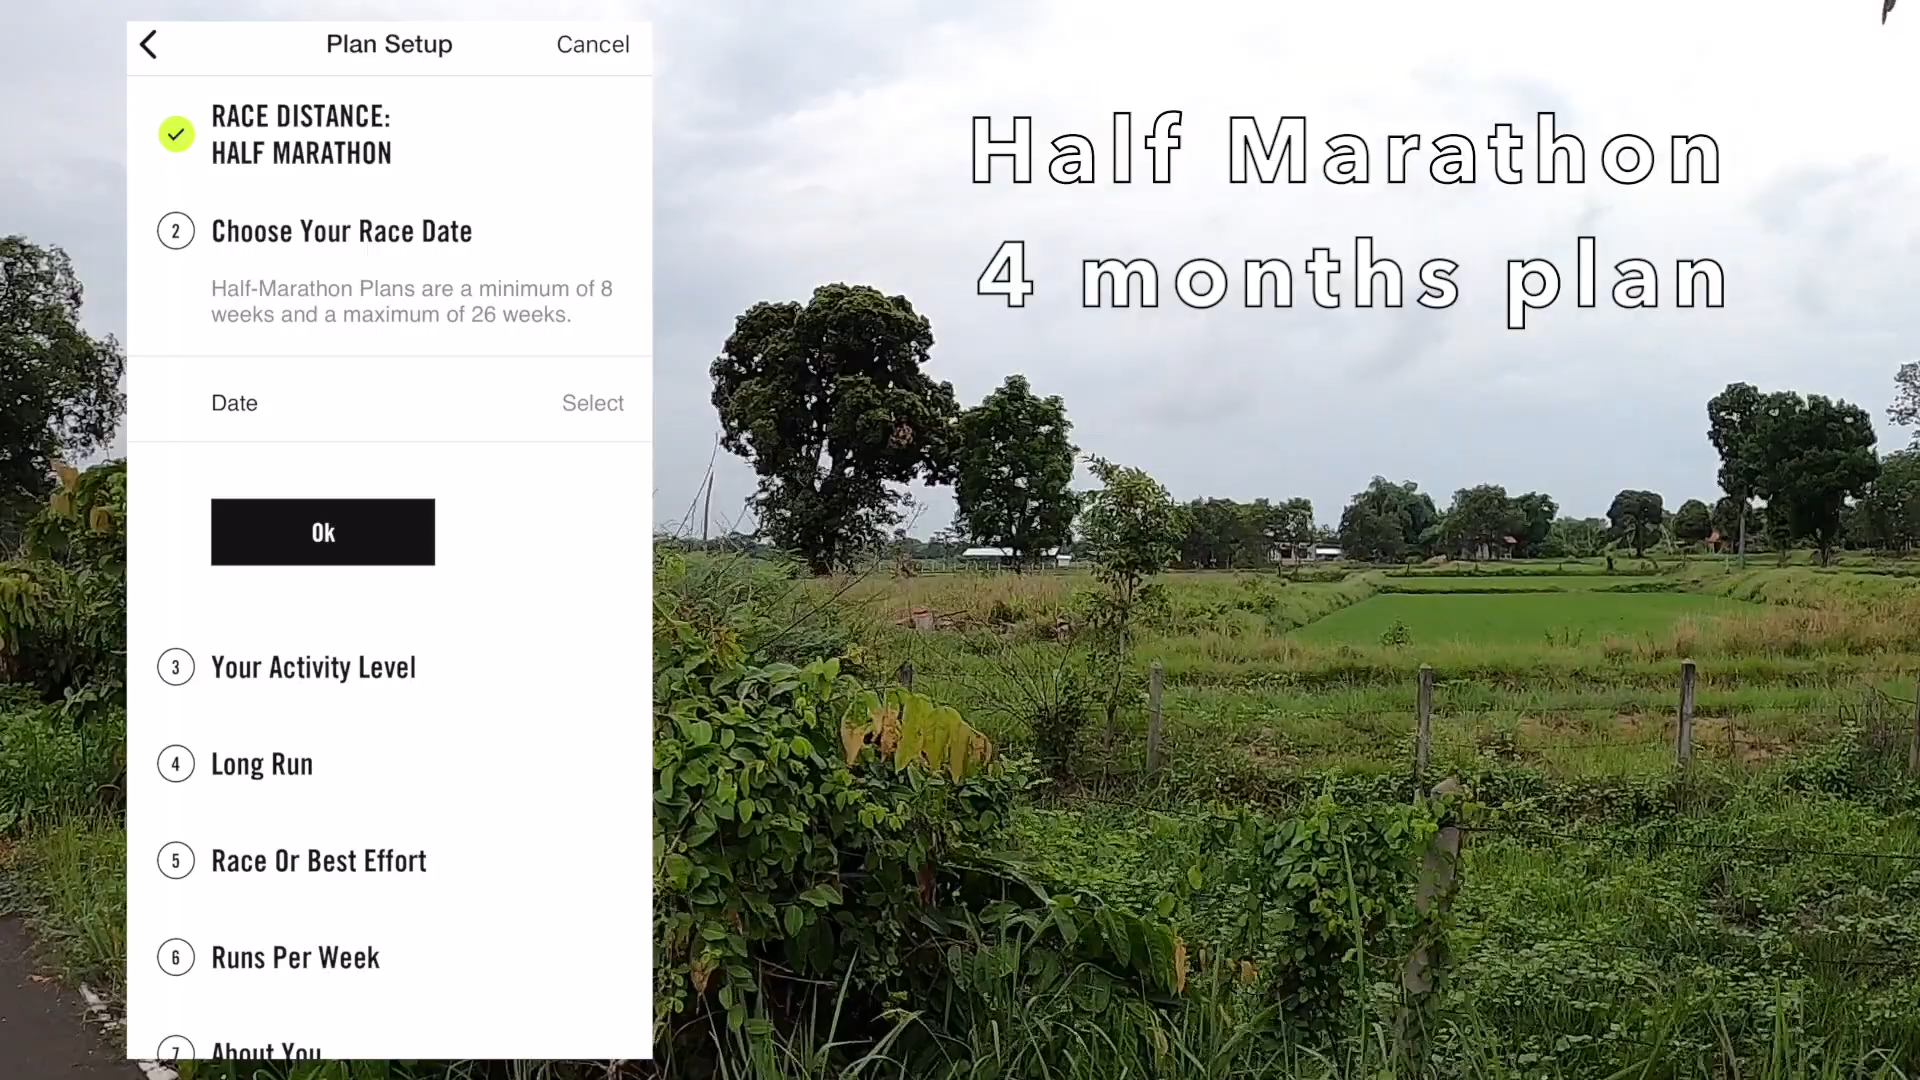 Plan Setup
Cancel
RACE DISTANCE:
HALF MARATHON
2 Choose Your Race Date
Half-Marathon Plans are a minimum of 8
weeks and a maximum of 26 weeks.
Date
Select
Ok
3 Your Activity Level
4 Long Run
5 Race Or Best Effort
6 Runs Per Week
7 About You
Half Marathon
4 months plan